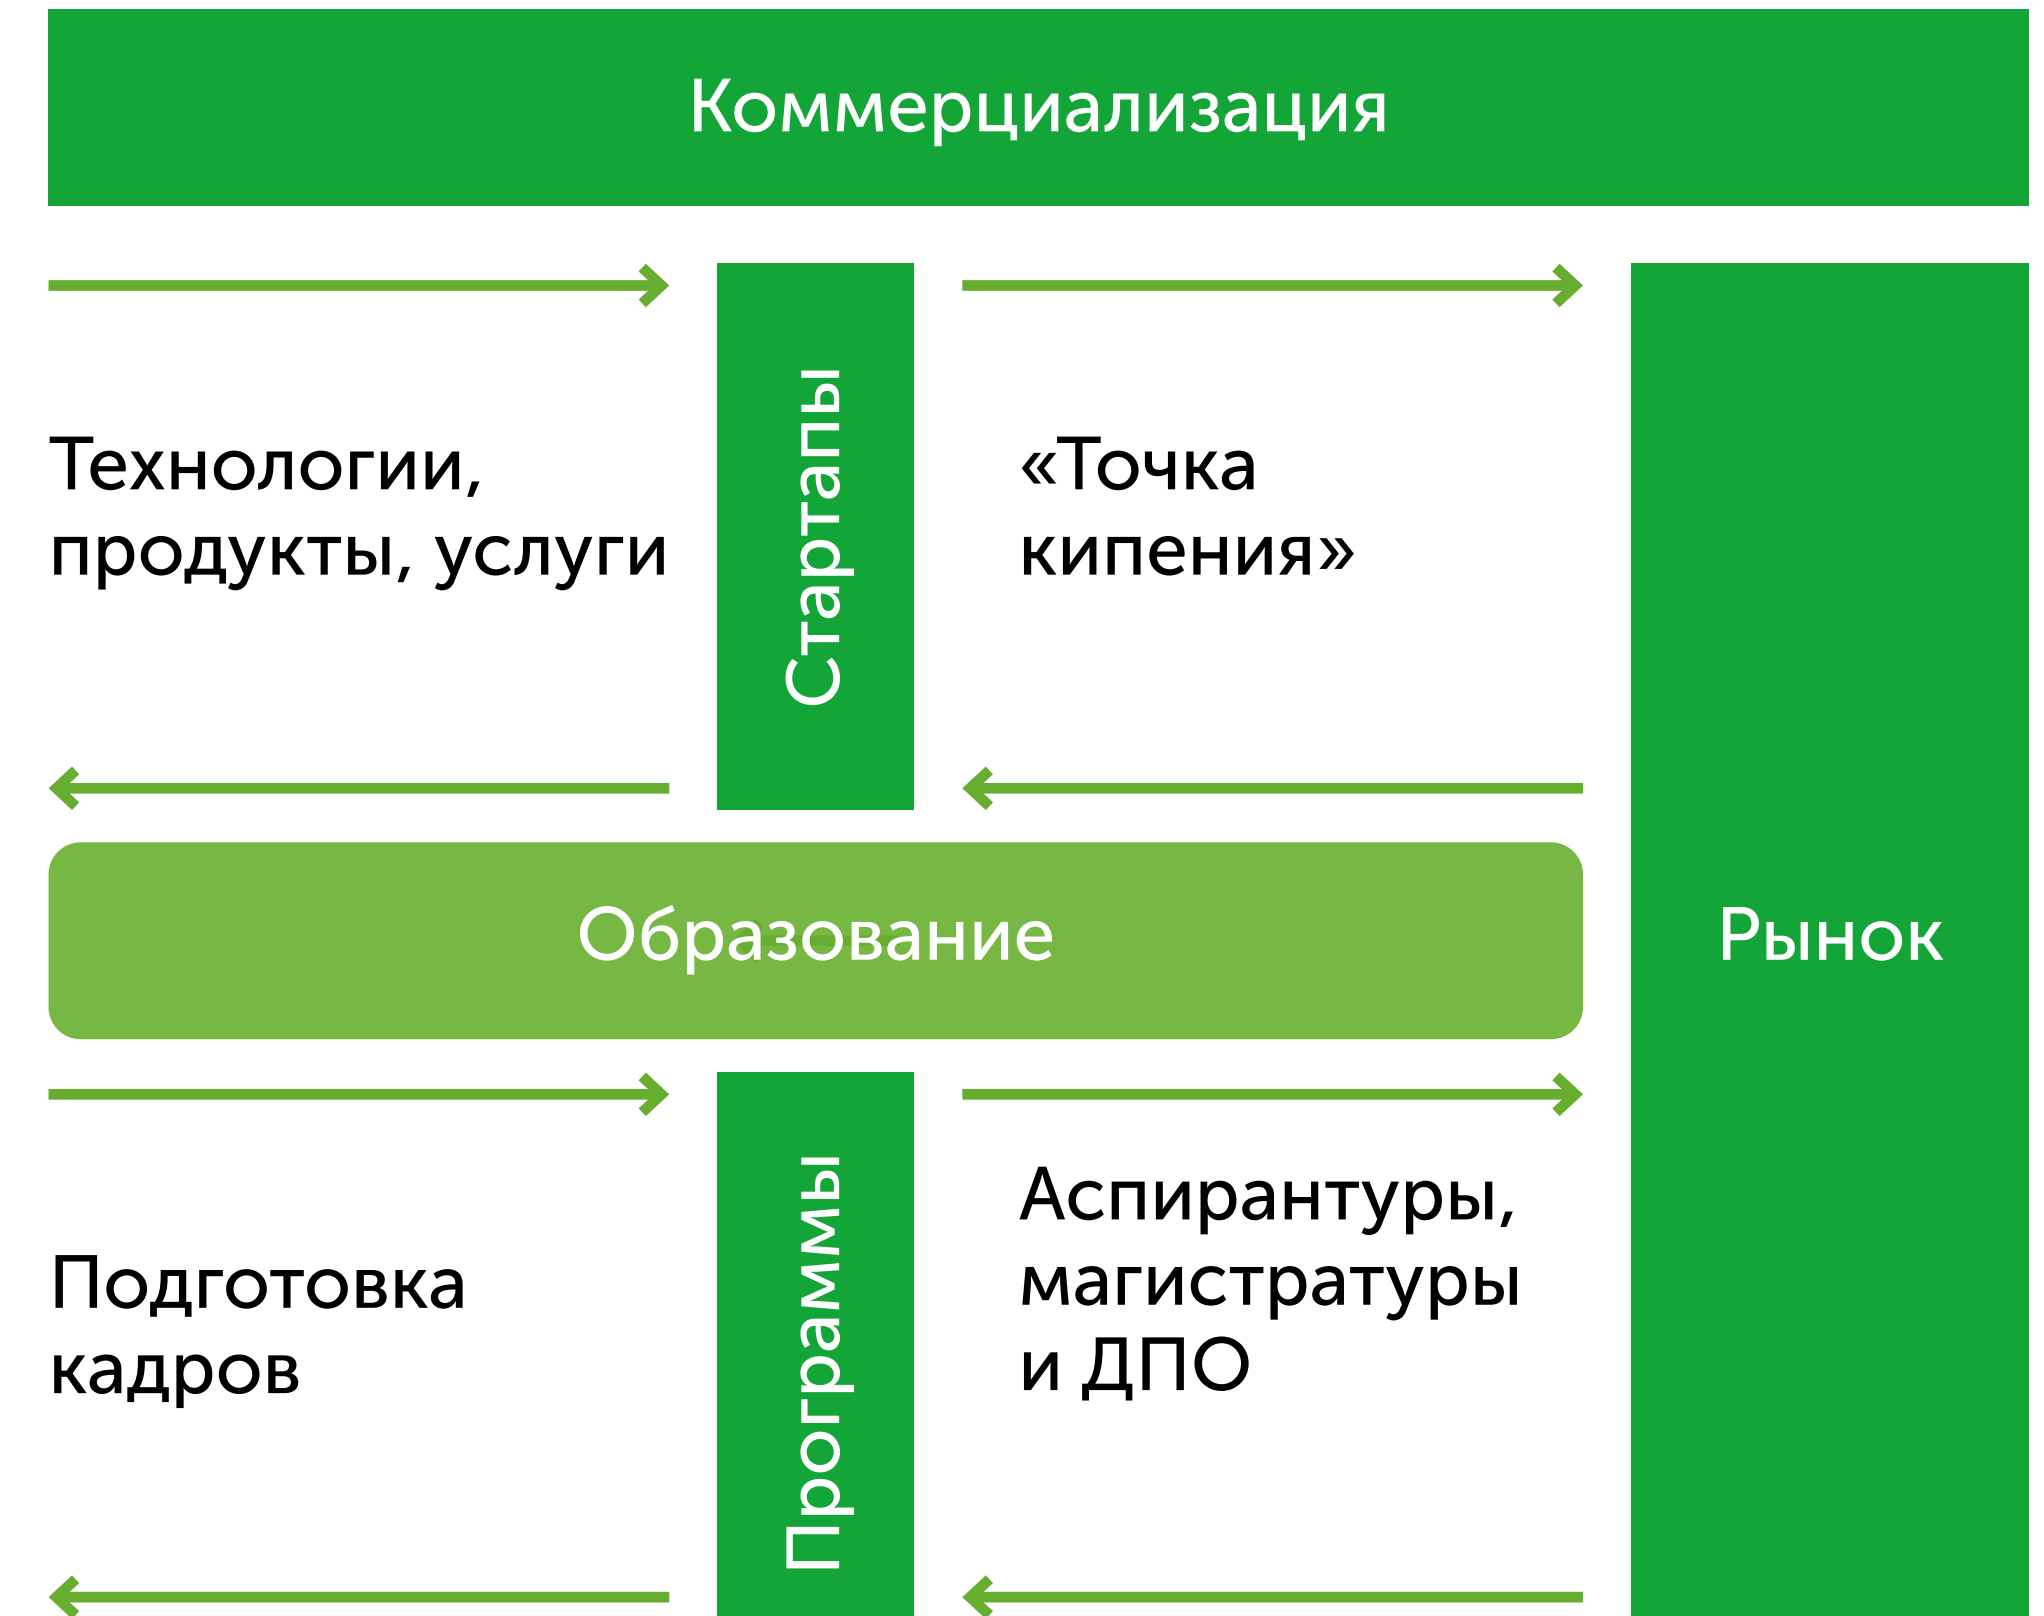 Коммерциализация
Технологии,
продукты, услуги
Стартапы
«Точка
кипения»
Образование
Рынок
Подготовка
кадров
Программы
Аспирантуры,
магистратуры
и ДПО